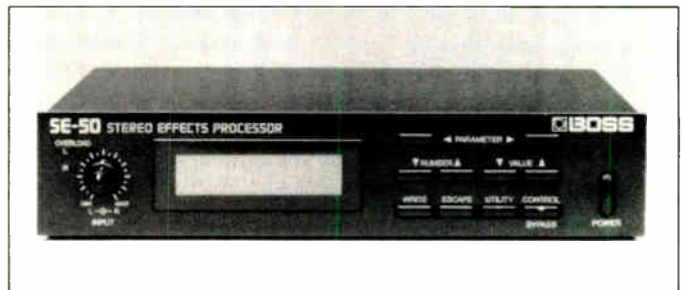 SE-50 STEREO EFFECTS PROCESSOR
BOSS
OVERLOAD
L
R
L R
INPUT
◄ PARAMETER ►
▼ NUMBER ▲
▼ VALUE ▲
WRITE
ESCAPE
UTILITY
CONTROL
BYPASS
POWER